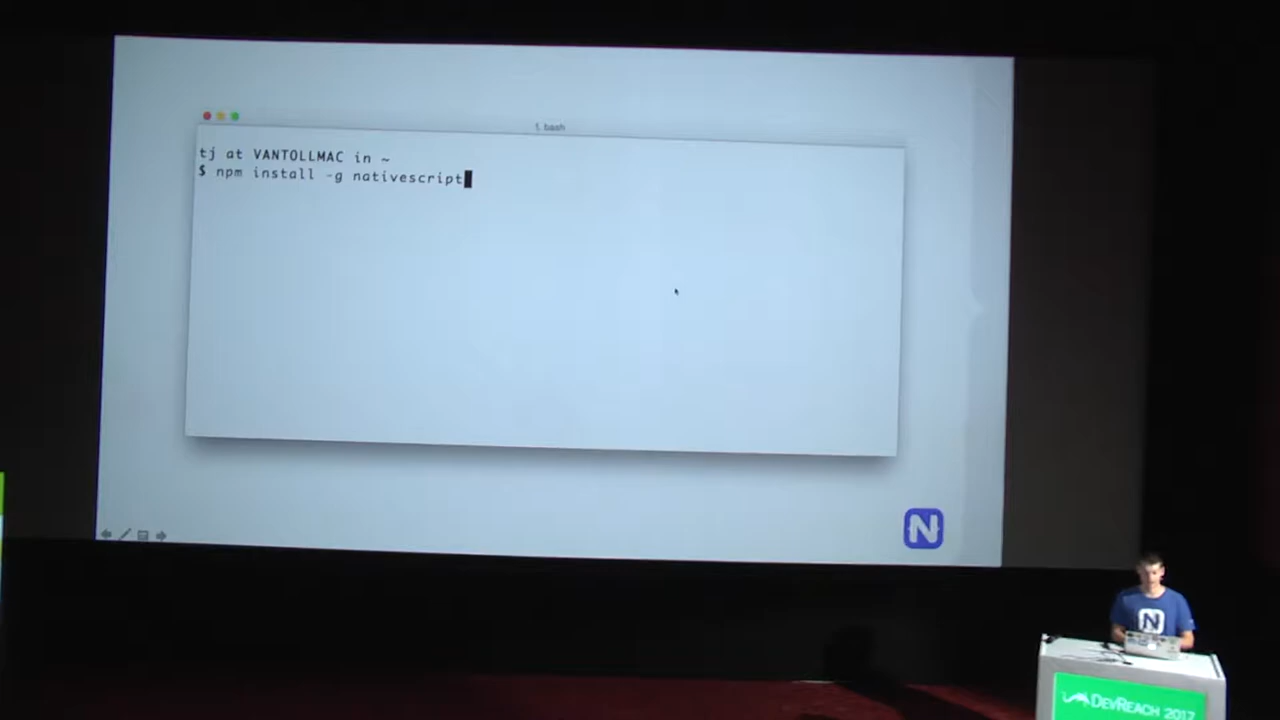 1. bash
tj at VANTOLLMAC in ~
$ npm install -g nativescript
N
N
DEVREACH 2017